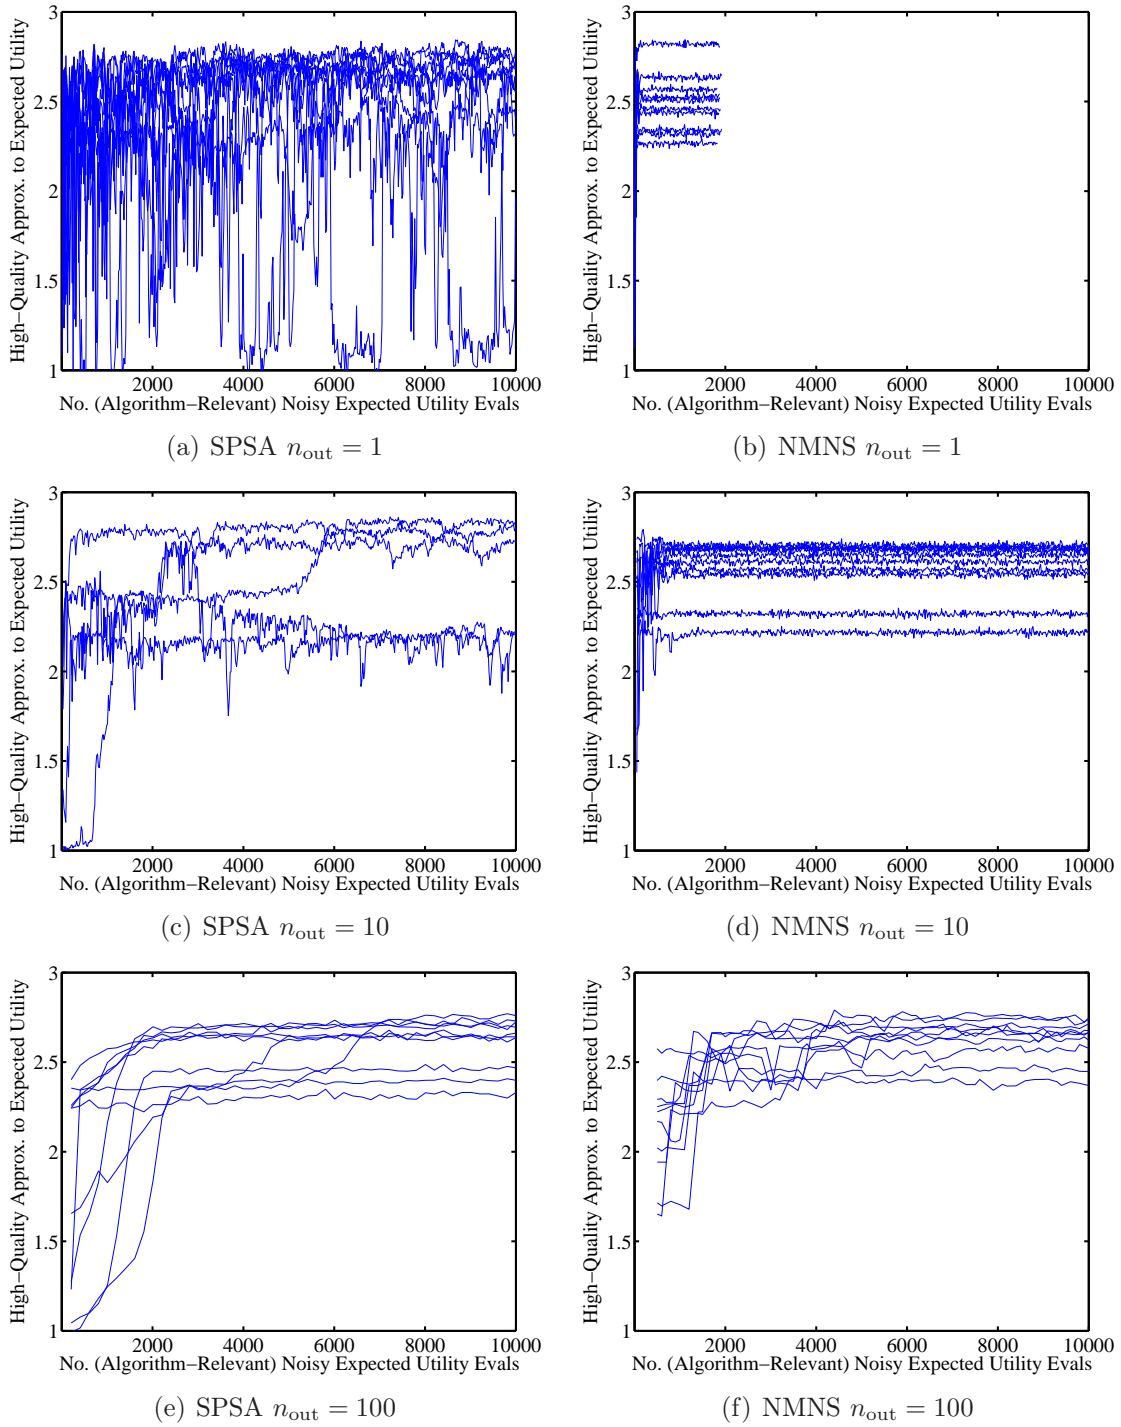 3
2.5
2
1.5
1
2000 4000 6000 8000 10000
High−Quality Approx. to Expected Utility
No. (Algorithm−Relevant) Noisy Expected Utility Evals
(a) SPSA n_out = 1
3
2.5
2
1.5
1
2000 4000 6000 8000 10000
High−Quality Approx. to Expected Utility
No. (Algorithm−Relevant) Noisy Expected Utility Evals
(b) NMNS n_out = 1
3
2.5
2
1.5
1
2000 4000 6000 8000 10000
High−Quality Approx. to Expected Utility
No. (Algorithm−Relevant) Noisy Expected Utility Evals
(c) SPSA n_out = 10
3
2.5
2
1.5
1
2000 4000 6000 8000 10000
High−Quality Approx. to Expected Utility
No. (Algorithm−Relevant) Noisy Expected Utility Evals
(d) NMNS n_out = 10
3
2.5
2
1.5
1
2000 4000 6000 8000 10000
High−Quality Approx. to Expected Utility
No. (Algorithm−Relevant) Noisy Expected Utility Evals
(e) SPSA n_out = 100
3
2.5
2
1.5
1
2000 4000 6000 8000 10000
High−Quality Approx. to Expected Utility
No. (Algorithm−Relevant) Noisy Expected Utility Evals
(f) NMNS n_out = 100